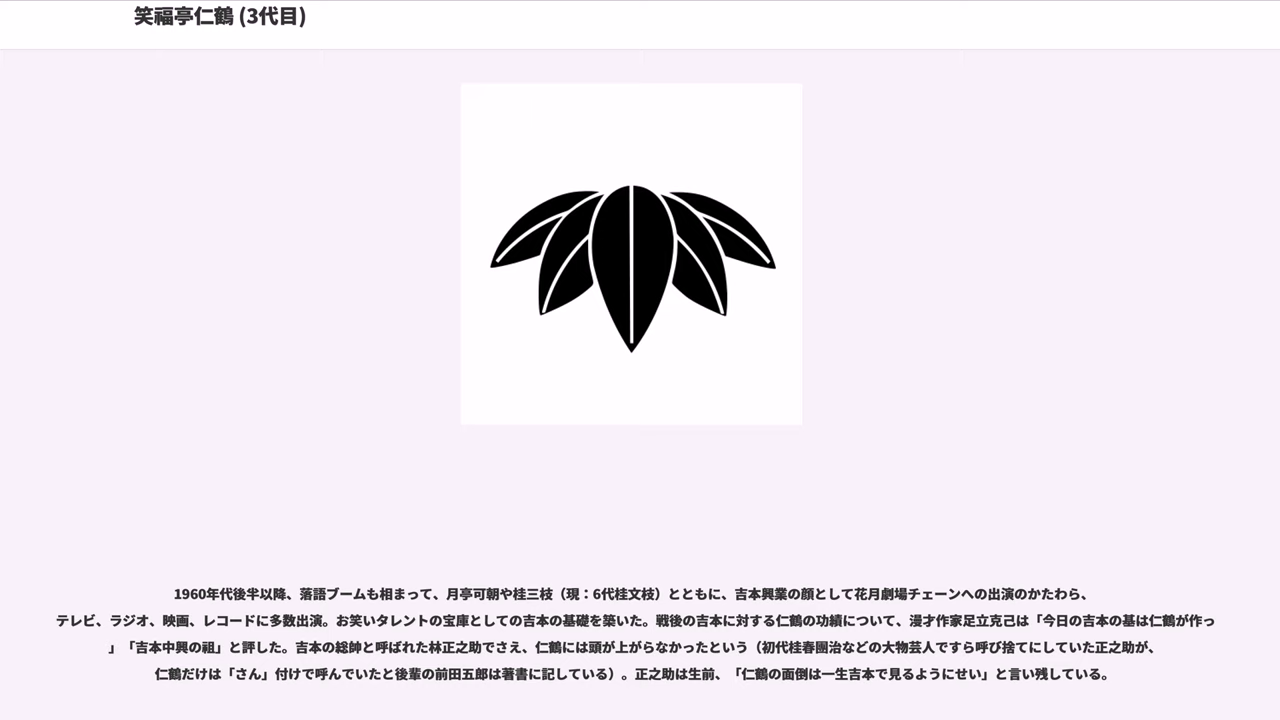 笑福亭仁鶴 (3代目)
1960年代後半以降、落語ブームも相まって、月亭可朝や桂三枝（現：6代桂文枝）とともに、吉本興業の顔として花月劇場チェーンへの出演のかたわら、
テレビ、ラジオ、映画、レコードに多数出演。お笑いタレントの宝庫としての吉本の基礎を築いた。戦後の吉本に対する仁鶴の功績について、漫才作家足立克己は「今日の吉本の基は仁鶴が作っ
」「吉本中興の祖」と評した。吉本の総帥と呼ばれた林正之助でさえ、仁鶴には頭が上がらなかったという（初代桂春團治などの大物芸人ですら呼び捨てにしていた正之助が、
仁鶴だけは「さん」付けで呼んでいたと後輩の前田五郎は著書に記している）。正之助は生前、「仁鶴の面倒は一生吉本で見るようにせい」と言い残している。